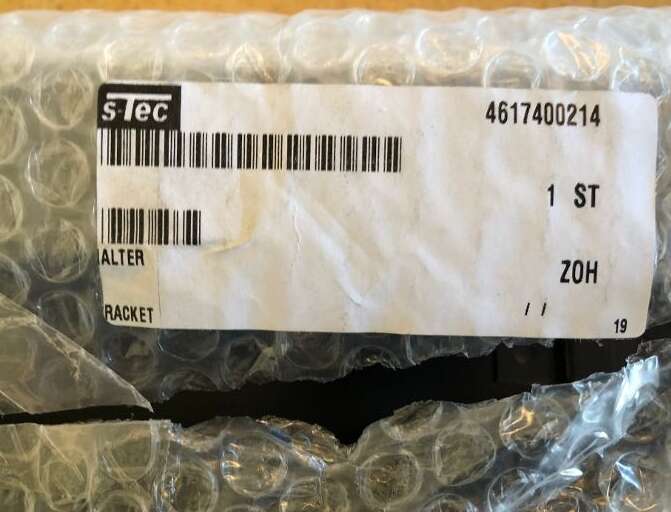 s-Tec
4617400214
1 ST
ALTER
ZOH
RACKET
/ /
19